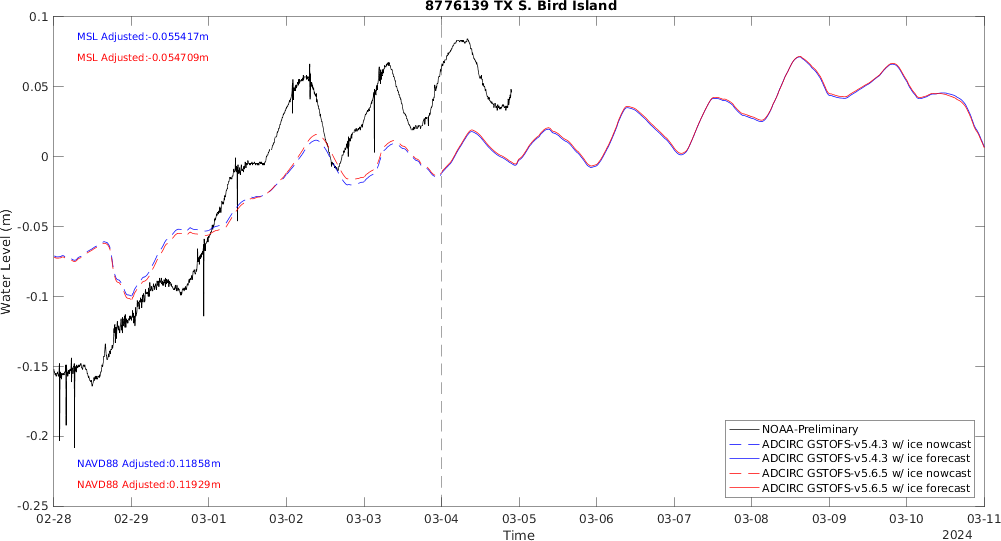 8776139 TX S. Bird Island
MSL Adjusted:-0.055417m
MSL Adjusted:-0.054709m
0.1
0.05
0
-0.05
-0.1
-0.15
-0.2
-0.25
Water Level (m)
NAVD88 Adjusted:0.11858m
NAVD88 Adjusted:0.11929m
NOAA-Preliminary
ADCIRC GSTOFS-v5.4.3 w/ ice nowcast
ADCIRC GSTOFS-v5.4.3 w/ ice forecast
ADCIRC GSTOFS-v5.6.5 w/ ice nowcast
ADCIRC GSTOFS-v5.6.5 w/ ice forecast
02-28 02-29 03-01 03-02 03-03 03-04 03-05 03-06 03-07 03-08 03-09 03-10 03-11
Time
2024